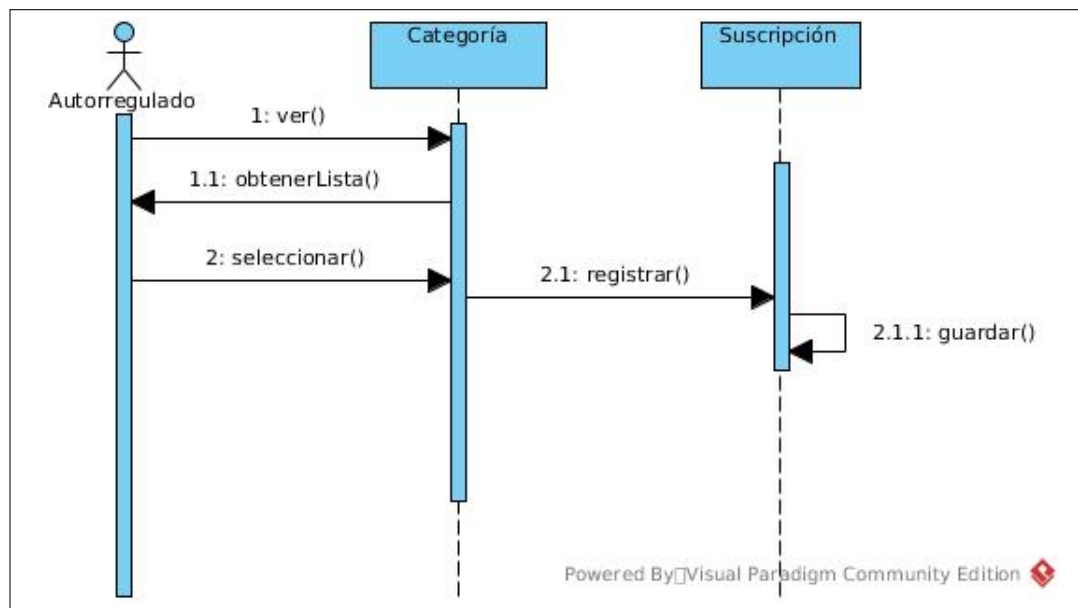 Categoría
Suscripción
Autorregulado
1: ver()
1.1: obtenerLista()
2: seleccionar()
2.1: registrar()
2.1.1: guardar()
Powered By Visual Paradigm Community Edition